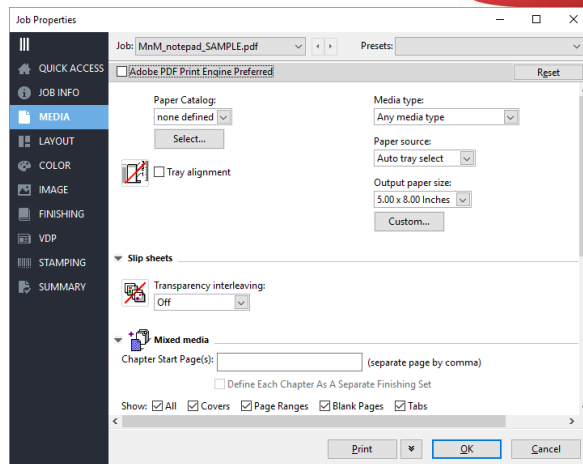 Job Properties
Job: MnM_notepad_SAMPLE.pdf Presets:
QUICK ACCESS
JOB INFO
MEDIA
LAYOUT
COLOR
IMAGE
FINISHING
VDP
STAMPING
SUMMARY
Adobe PDF Print Engine Preferred Reset
Paper Catalog:
none defined
Select...
Tray alignment
Media type:
Any media type
Paper source:
Auto tray select
Output paper size:
5.00 x 8.00 Inches
Custom...
Slip sheets
Transparency interleaving:
Off
Mixed media
Chapter Start Page(s): (separate page by comma)
Define Each Chapter As A Separate Finishing Set
Show: All Covers Page Ranges Blank Pages Tabs
Print OK Cancel